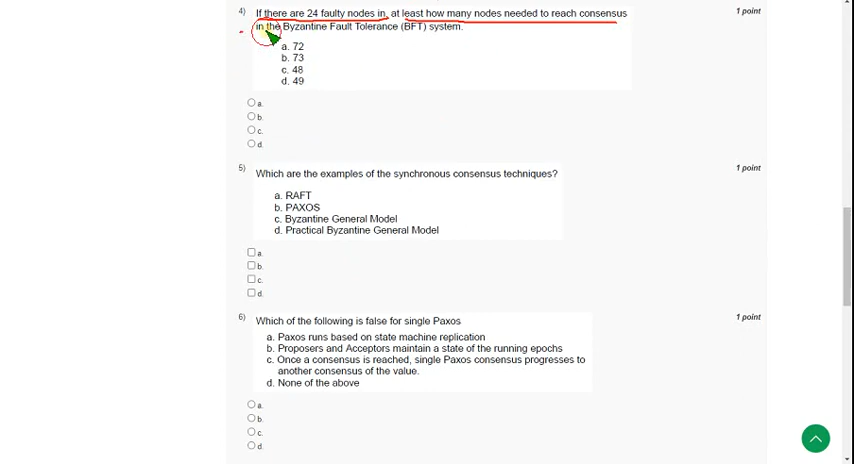 4) If there are 24 faulty nodes in, at least how many nodes needed to reach consensus 1 point
in the Byzantine Fault Tolerance (BFT) system.
a. 72
b. 73
c. 48
d. 49
a.
b.
c.
d.
5) Which are the examples of the synchronous consensus techniques? 1 point
a. RAFT
b. PAXOS
c. Byzantine General Model
d. Practical Byzantine General Model
a.
b.
c.
d.
6) Which of the following is false for single Paxos 1 point
a. Paxos runs based on state machine replication
b. Proposers and Acceptors maintain a state of the running epochs
c. Once a consensus is reached, single Paxos consensus progresses to
another consensus of the value.
d. None of the above
a.
b.
c.
d.